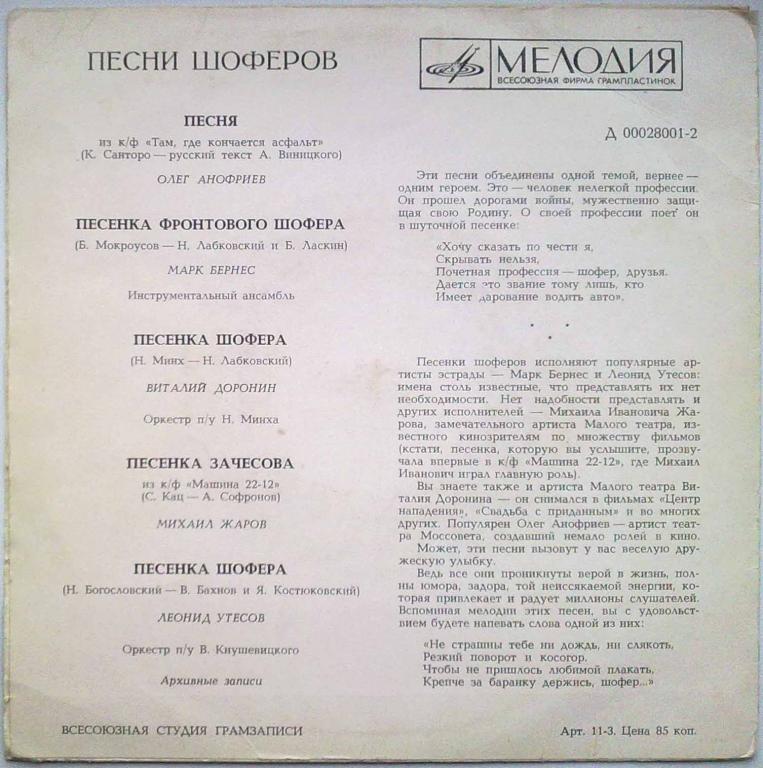 ПЕСНИ ШОФЕРОВ
ПЕСНЯ
из к/ф «Там, где кончается асфальт»
(К. Санторо — русский текст А. Виницкого)
ОЛЕГ АНОФРИЕВ
ПЕСЕНКА ФРОНТОВОГО ШОФЕРА
(Б. Мокроусов — Н. Лабковский и Б. Ласкин)
МАРК БЕРНЕС
Инструментальный ансамбль
ПЕСЕНКА ШОФЕРА
(Н. Минх — Н. Лабковский)
ВИТАЛИЙ ДОРОНИН
Оркестр п/у Н. Минха
ПЕСЕНКА ЗАЧЕСОВА
из к/ф «Машина 22-12»
(С. Кац — А. Софронов)
МИХАИЛ ЖАРОВ
ПЕСЕНКА ШОФЕРА
(Н. Богословский — В. Бахнов и Я. Костюковский)
ЛЕОНИД УТЕСОВ
Оркестр п/у В. Кнушевицкого
Архивные записи
ВСЕСОЮЗНАЯ СТУДИЯ ГРАМЗАПИСИ
МЕЛОДИЯ
ВСЕСОЮЗНАЯ ФИРМА ГРАМПЛАСТИНОК
Д 00028001-2
Эти песни объединены одной темой, вернее —
одним героем. Это — человек нелегкой профессии.
Он прошел дорогами войны, мужественно защи-
щая свою Родину. О своей профессии поет он
в шуточной песенке:
«Хочу сказать по чести я,
Скрывать нельзя,
Почетная профессия — шофер, друзья.
Дается это звание тому лишь, кто
Имеет дарование водить авто».
Песенки шоферов исполняют популярные ар-
тисты эстрады — Марк Бернес и Леонид Утесов:
имена столь известные, что представлять их нет
необходимости. Нет надобности представлять и
других исполнителей — Михаила Ивановича Жа-
рова, замечательного артиста Малого театра, из-
вестного кинозрителям по множеству фильмов
(кстати, песенка, которую вы услышите, прозву-
чала впервые в к/ф «Машина 22-12», где Михаил
Иванович играл главную роль).
Вы знаете также и артиста Малого театра Ви-
талия Доронина — он снимался в фильмах «Центр
нападения», «Свадьба с приданым» и во многих
других. Популярен Олег Анофриев — артист теат-
ра Моссовета, создавший немало ролей в кино.
Может, эти песни вызовут у вас веселую дру-
жескую улыбку.
Ведь все они проникнуты верой в жизнь, пол-
ны юмора, задора, той неиссякаемой энергии, ко-
торая привлекает и радует миллионы слушателей.
Вспоминая мелодии этих песен, вы с удовольст-
вием будете напевать слова одной из них:
«Не страшны тебе ни дождь, ни слякоть,
Резкий поворот и косогор.
Чтобы не пришлось любимой плакать,
Крепче за баранку держись, шофер...»
Арт. 11-3. Цена 85 коп.